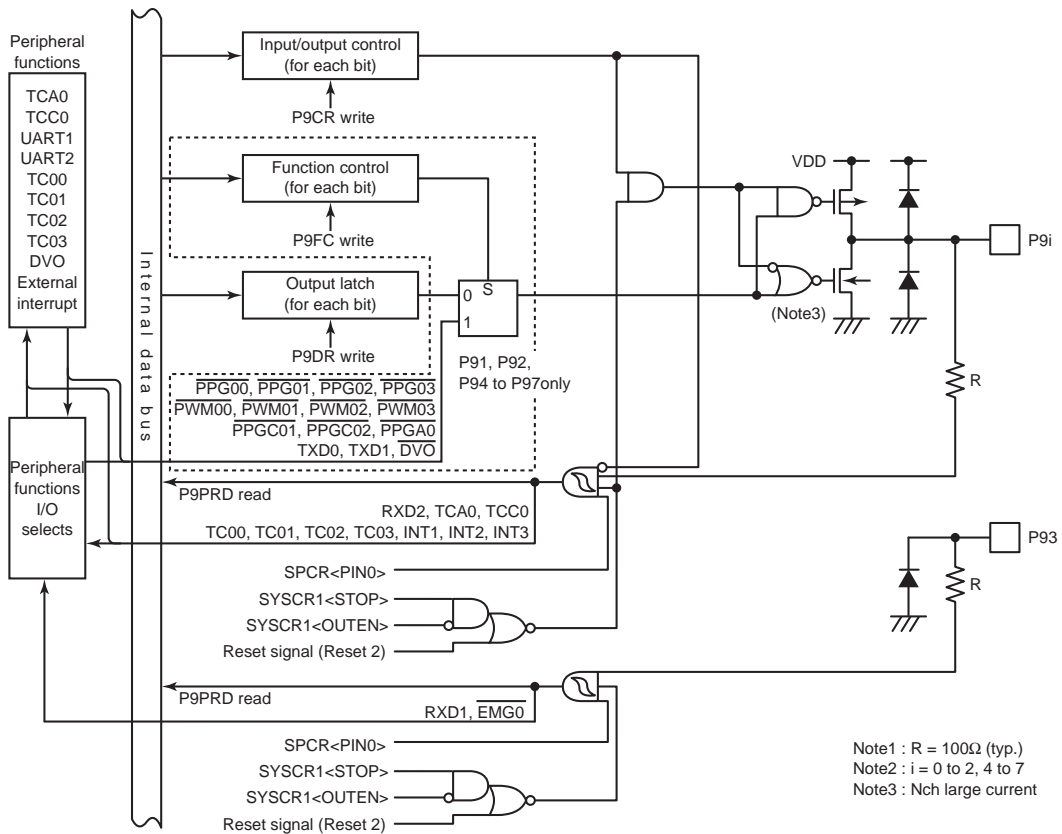 Peripheral
functions
TCA0
TCC0
UART1
UART2
TC00
TC01
TC02
TC03
DVO
External
interrupt
Peripheral
functions
I/O
selects
Internal data bus
Input/output control
(for each bit)
P9CR write
Function control
(for each bit)
P9FC write
Output latch
(for each bit)
P9DR write
0
S
1
P91, P92,
P94 to P97only
PPG00, PPG01, PPG02, PPG03
PWM00, PWM01, PWM02, PWM03
PPGC01, PPGC02, PPGA0
TXD0, TXD1, DVO
P9PRD read
RXD2, TCA0, TCC0
TC00, TC01, TC02, TC03, INT1, INT2, INT3
SPCR<PIN0>
SYSCR1<STOP>
SYSCR1<OUTEN>
Reset signal (Reset 2)
P9PRD read
RXD1, EMG0
SPCR<PIN0>
SYSCR1<STOP>
SYSCR1<OUTEN>
Reset signal (Reset 2)
VDD
P9i
(Note3)
R
P93
R
Note1 : R = 100Ω (typ.)
Note2 : i = 0 to 2, 4 to 7
Note3 : Nch large current